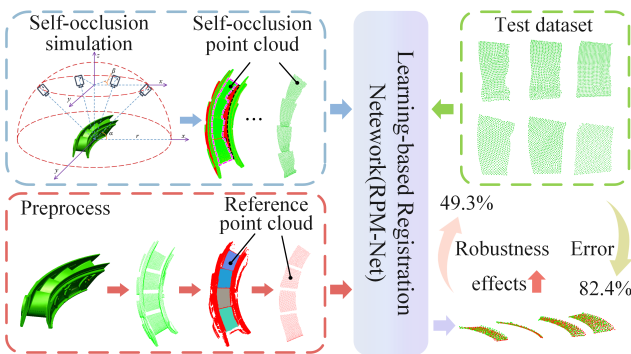 Self-occlusion
simulation
Self-occlusion
point cloud
Test dataset
Learning-based Registration
Netework(RPM-Net)
Preprocess
Reference
point cloud
49.3%
Robustness
effects
Error
82.4%